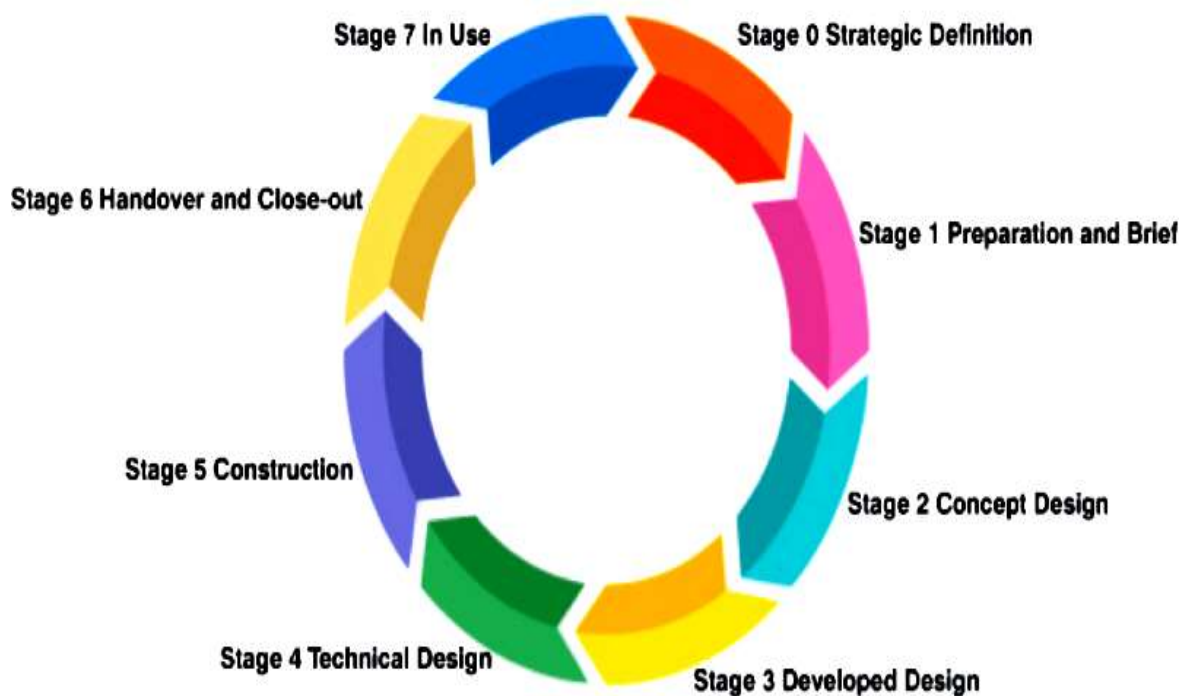 Stage 0 Strategic Definition
Stage 1 Preparation and Brief
Stage 2 Concept Design
Stage 3 Developed Design
Stage 4 Technical Design
Stage 5 Construction
Stage 6 Handover and Close-out
Stage 7 In Use